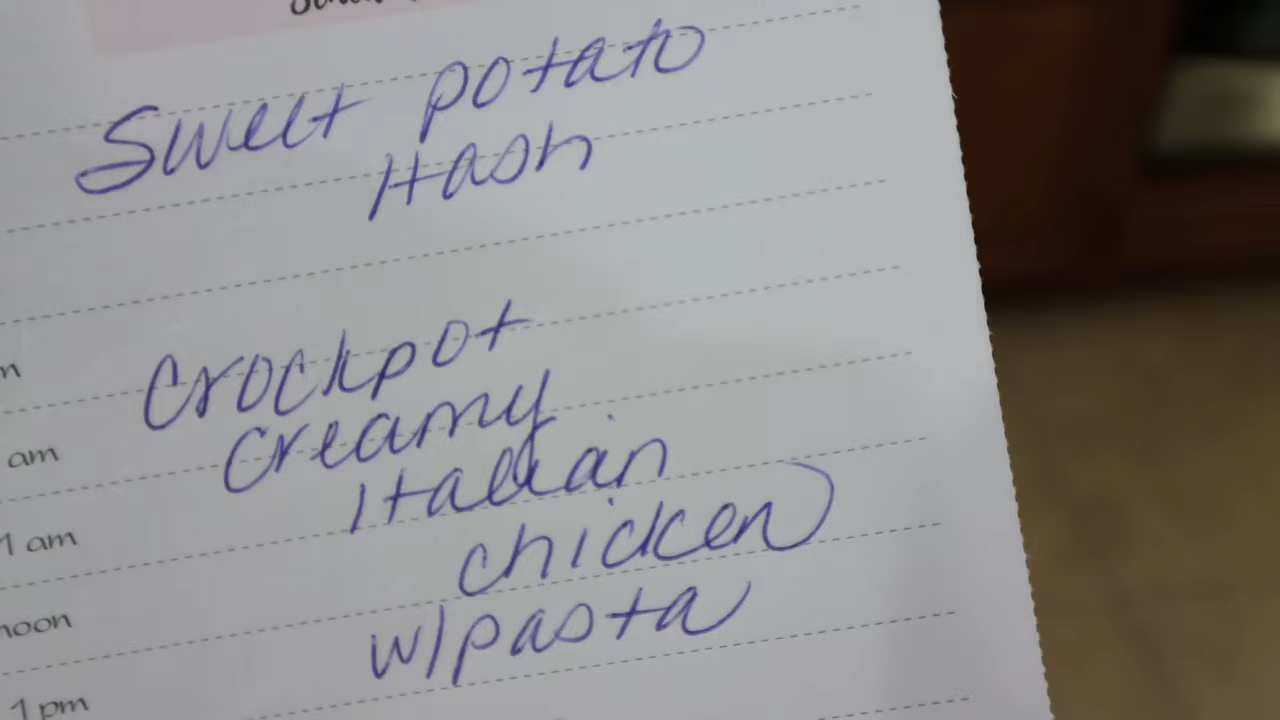 Sweet potato
Hash
Crockpot
creamy
am
Italian
1 am
chicken
noon
w/pasta
1 pm